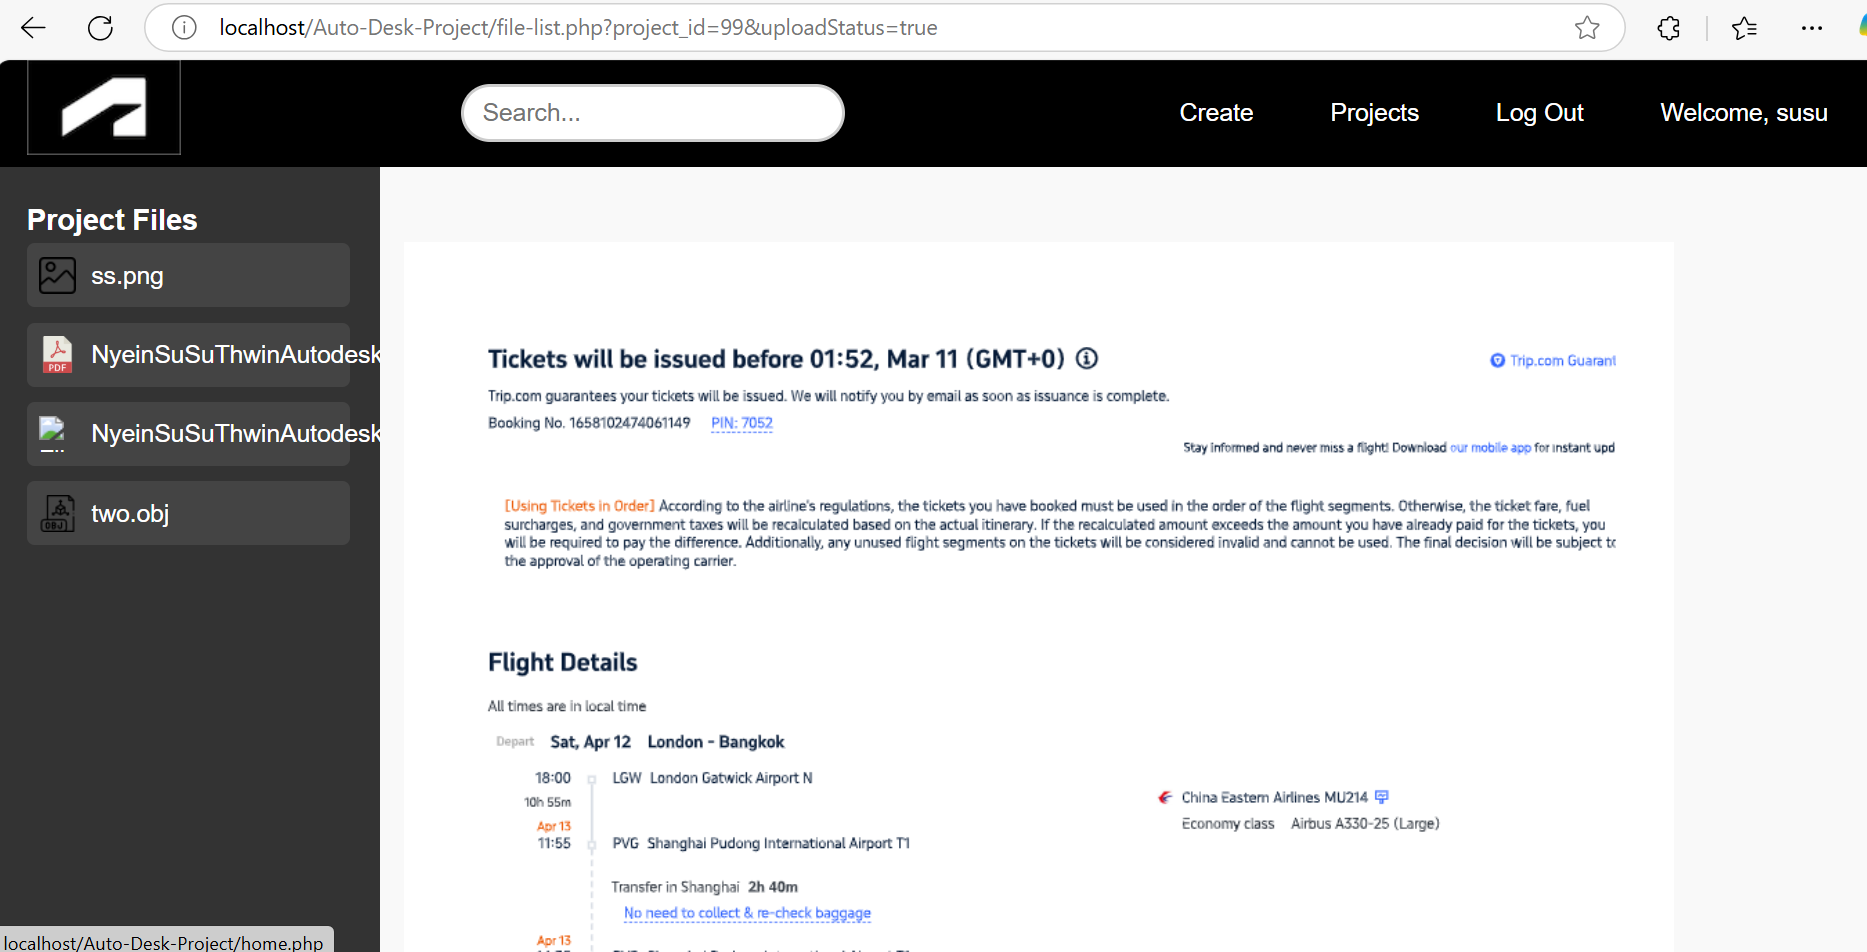 localhost/Auto-Desk-Project/file-list.php?project_id=99&uploadStatus=true
Search...
Create
Projects
Log Out
Welcome, susu
Project Files
ss.png
PDF
NyeinSuSuThwinAutodesk
NyeinSuSuThwinAutodesk
OBJ
two.obj
Tickets will be issued before 01:52, Mar 11 (GMT+0)
Trip.com Guarant
Trip.com guarantees your tickets will be issued. We will notify you by email as soon as issuance is complete.
Booking No. 1658102474061149 PIN: 7052
Stay informed and never miss a flight! Download our mobile app for instant upd
[Using Tickets in Order] According to the airline's regulations, the tickets you have booked must be used in the order of the flight segments. Otherwise, the ticket fare, fuel
surcharges, and government taxes will be recalculated based on the actual itinerary. If the recalculated amount exceeds the amount you have already paid for the tickets, you
will be required to pay the difference. Additionally, any unused flight segments on the tickets will be considered invalid and cannot be used. The final decision will be subject to
the approval of the operating carrier.
Flight Details
All times are in local time
Depart Sat, Apr 12 London - Bangkok
18:00 LGW London Gatwick Airport N
10h 55m
China Eastern Airlines MU214
Economy class Airbus A330-25 (Large)
Apr 13
11:55 PVG Shanghai Pudong International Airport T1
Transfer in Shanghai 2h 40m
No need to collect & re-check baggage
Apr 13
localhost/Auto-Desk-Project/home.php